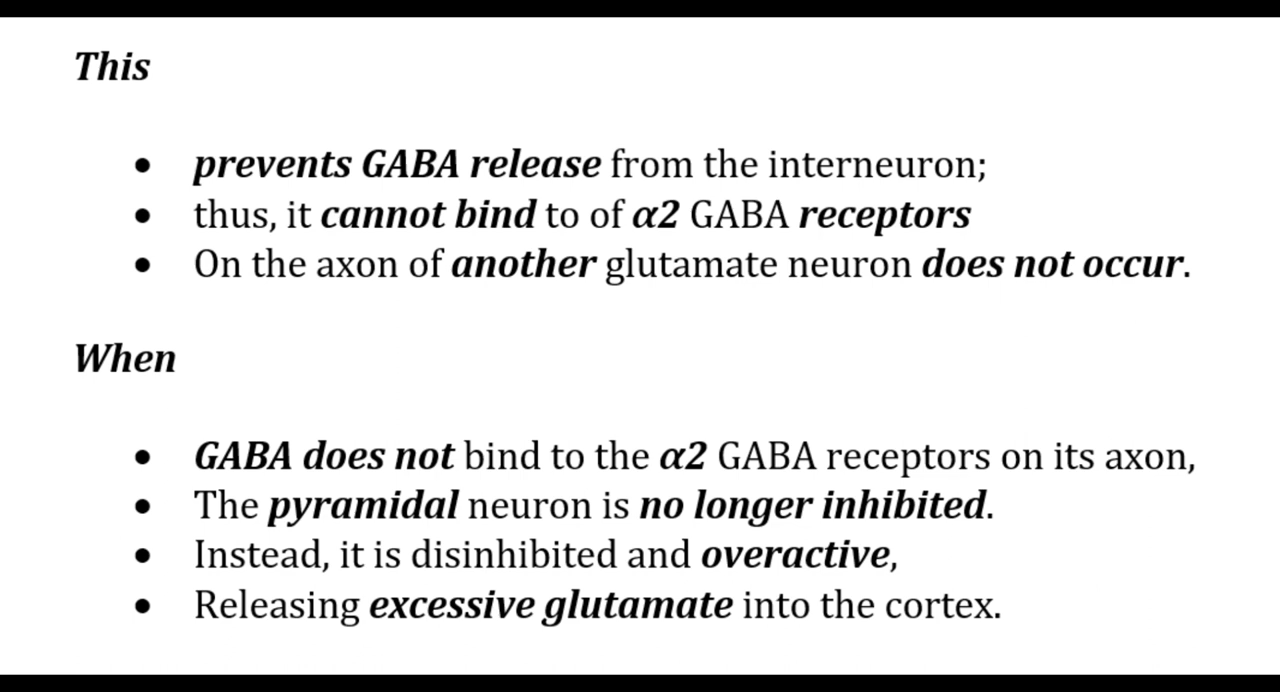 This
• prevents GABA release from the interneuron;
• thus, it cannot bind to of α2 GABA receptors
• On the axon of another glutamate neuron does not occur.
When
• GABA does not bind to the α2 GABA receptors on its axon,
• The pyramidal neuron is no longer inhibited.
• Instead, it is disinhibited and overactive,
• Releasing excessive glutamate into the cortex.